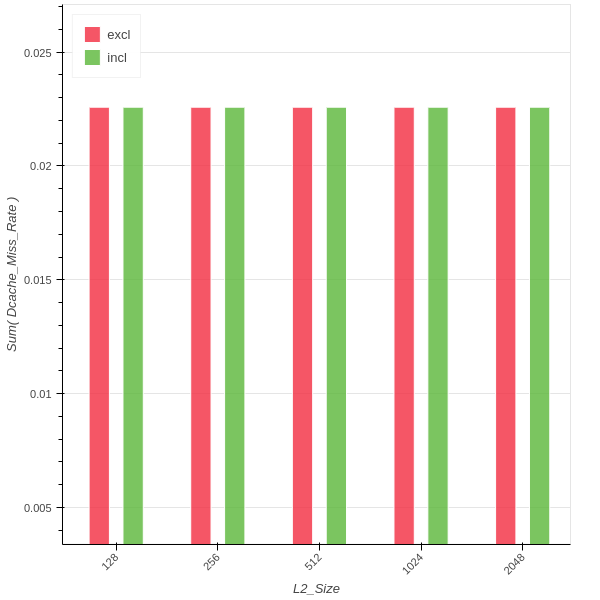 excl
incl
0.025
0.02
0.015
0.01
0.005
Sum( Dcache_Miss_Rate )
128
256
512
1024
2048
L2_Size